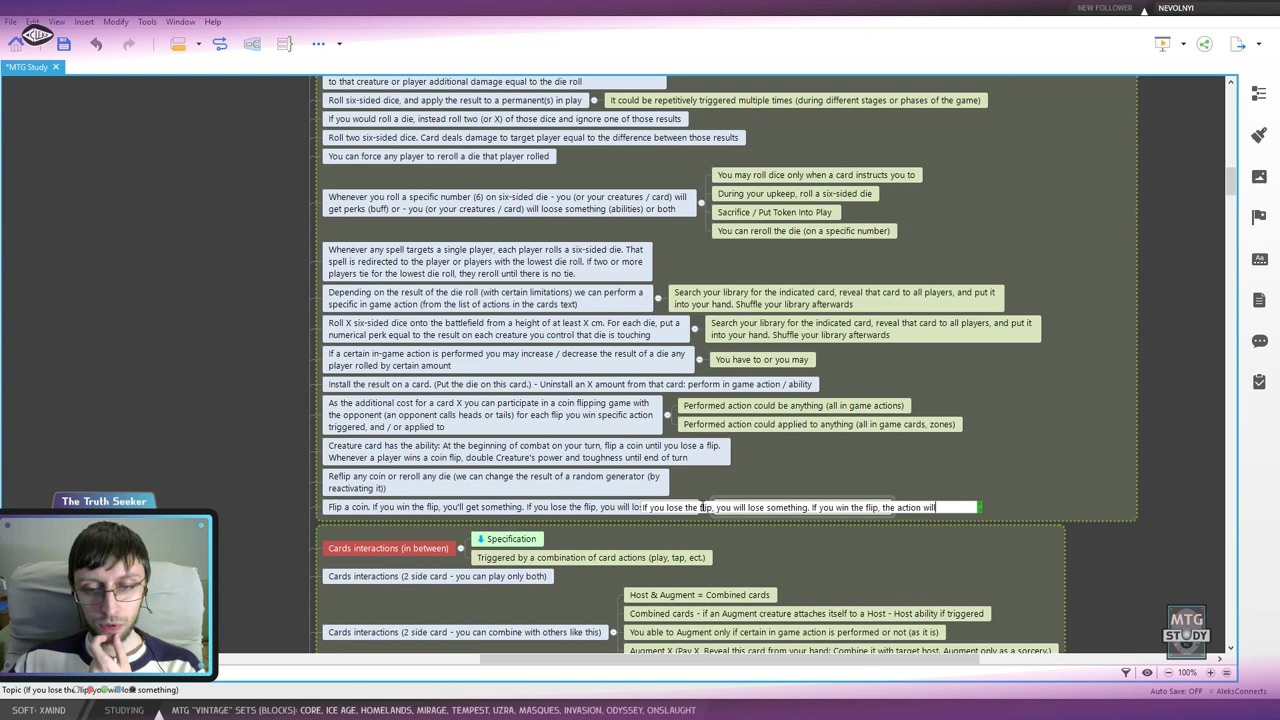 NEW FOLLOWER
NEVOLNYI
File Edit View Insert Modify Tools Window Help
*MTG Study
to that creature or player additional damage equal to the die roll
Roll six-sided dice, and apply the result to a permanent(s) in play
It could be repetitively triggered multiple times (during different stages or phases of the game)
If you would roll a die, instead roll two (or X) of those dice and ignore one of those results
Roll two six-sided dice. Card deals damage to target player equal to the difference between those results
You can force any player to reroll a die that player rolled
Whenever you roll a specific number (6) on six-sided die - you (or your creatures / card) will
get perks (buff) or - you (or your creatures / card) will loose something (abilities) or both
You may roll dice only when a card instructs you to
During your upkeep, roll a six-sided die
Sacrifice / Put Token Into Play
You can reroll the die (on a specific number)
Whenever any spell targets a single player, each player rolls a six-sided die. That
spell is redirected to the player or players with the lowest die roll. If two or more
players tie for the lowest die roll, they reroll until there is no tie.
Depending on the result of the die roll (with certain limitations) we can perform a
specific in game action (from the list of actions in the cards text)
Search your library for the indicated card, reveal that card to all players, and put it
into your hand. Shuffle your library afterwards
Roll X six-sided dice onto the battlefield from a height of at least X cm. For each die, put a
numerical perk equal to the result on each creature you control that die is touching
Search your library for the indicated card, reveal that card to all players, and put it
into your hand. Shuffle your library afterwards
If a certain in-game action is performed you may increase / decrease the result of a die any
player rolled by certain amount
You have to or you may
Install the result on a card. (Put the die on this card.) - Uninstall an X amount from that card: perform in game action / ability
As the additional cost for a card X you can participate in a coin flipping game with
the opponent (an opponent calls heads or tails) for each flip you win specific action
triggered, and / or applied to
Performed action could be anything (all in game actions)
Performed action could applied to anything (all in game cards, zones)
Creature card has the ability: At the beginning of combat on your turn, flip a coin until you lose a flip.
Whenever a player wins a coin flip, double Creature's power and toughness until end of turn
Reflip any coin or reroll any die (we can change the result of a random generator (by
reactivating it))
Flip a coin. If you win the flip, you'll get something. If you lose the flip, you will los
If you lose the flip, you will lose something. If you win the flip, the action will
The Truth Seeker
Cards interactions (in between)
Specification
Triggered by a combination of card actions (play, tap, ect.)
Cards interactions (2 side card - you can play only both)
Host & Augment = Combined cards
Combined cards - if an Augment creature attaches itself to a Host - Host ability if triggered
Cards interactions (2 side card - you can combine with others like this)
You able to Augment only if certain in game action is performed or not (as it is)
Augment X (Pay X, Reveal this card from your hand: Combine it with target host. Augment only as a sorcery.)
MTG
STUDY
100%
Topic (If you lose the flip, you will lose something)
Auto Save: OFF
AleksConnects
SOFT: XMIND
STUDYING
MTG "VINTAGE" SETS (BLOCKS): CORE, ICE AGE, HOMELANDS, MIRAGE, TEMPEST, UZRA, MASQUES, INVASION, ODYSSEY, ONSLAUGHT